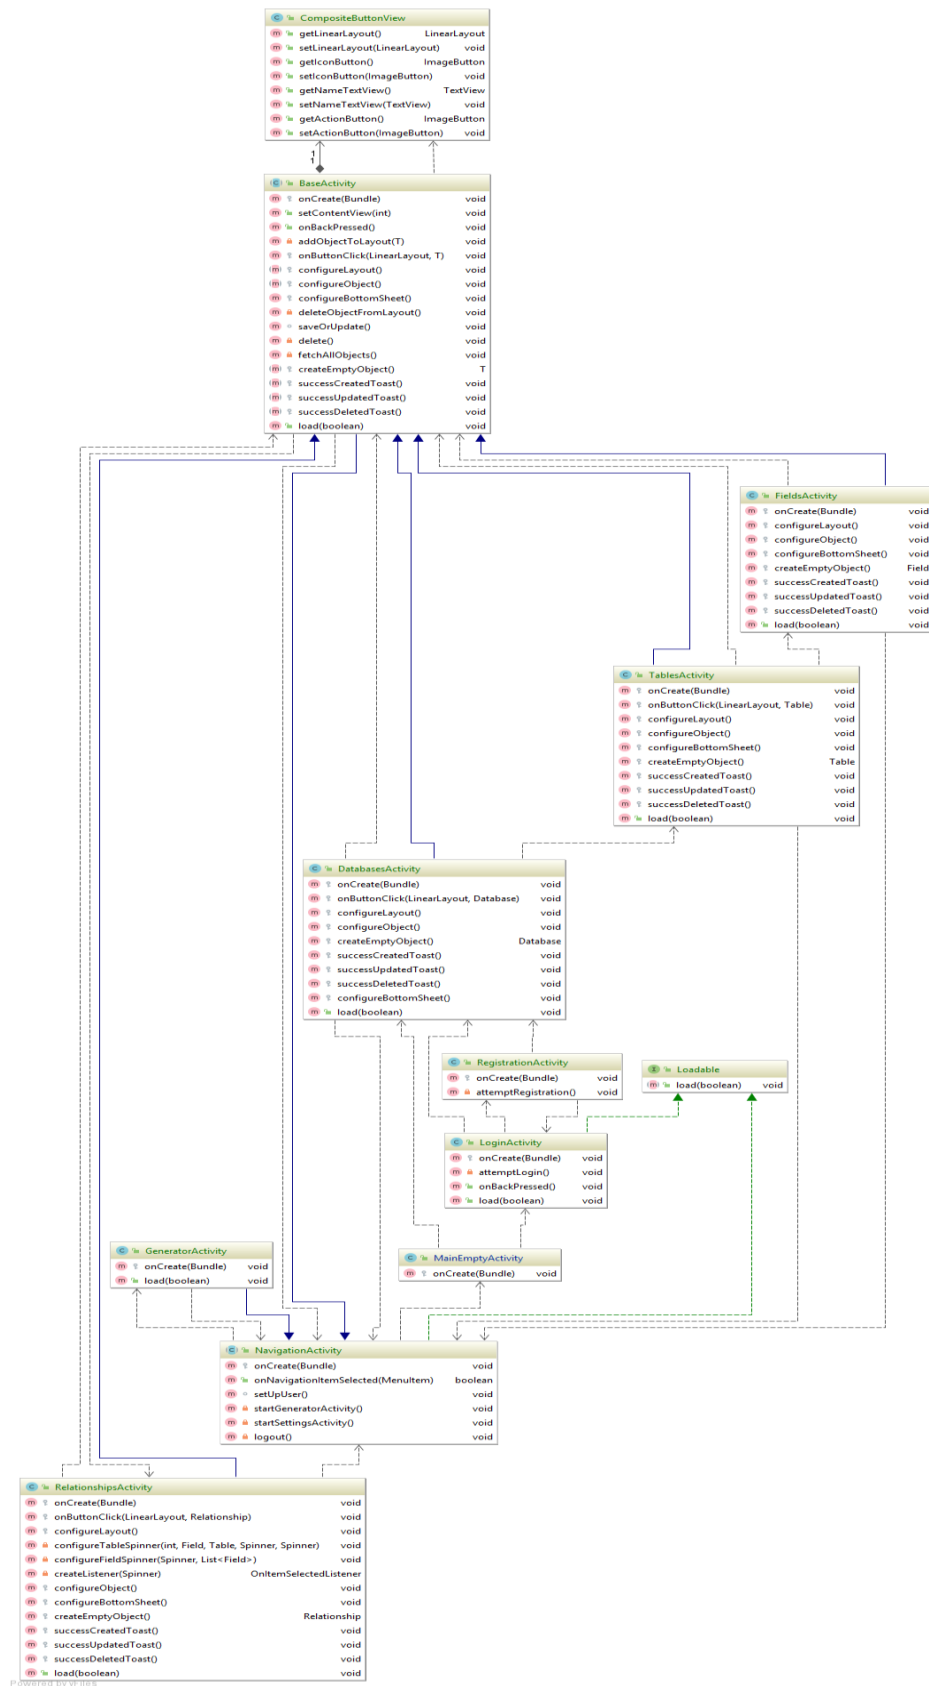 CompositeButtonView
getLinearLayout() LinearLayout
setLinearLayout(LinearLayout) void
getIconButton() ImageButton
setIconButton(ImageButton) void
getNameTextView() TextView
setNameTextView(TextView) void
getActionButton() ImageButton
setActionButton(ImageButton) void
1
1
BaseActivity
onCreate(Bundle) void
setContentView(int) void
onBackPressed() void
addObjectToLayout(T) void
onButtonClick(LinearLayout, T) void
configureLayout() void
configureObject() void
configureBottomSheet() void
deleteObjectFromLayout() void
saveOrUpdate() void
delete() void
fetchAllObjects() void
createEmptyObject() T
successCreatedToast() void
successUpdatedToast() void
successDeletedToast() void
load(boolean) void
FieldsActivity
onCreate(Bundle) void
configureLayout() void
configureObject() void
configureBottomSheet() void
createEmptyObject() Field
successCreatedToast() void
successUpdatedToast() void
successDeletedToast() void
load(boolean) void
TablesActivity
onCreate(Bundle) void
onButtonClick(LinearLayout, Table) void
configureLayout() void
configureObject() void
configureBottomSheet() void
createEmptyObject() Table
successCreatedToast() void
successUpdatedToast() void
successDeletedToast() void
load(boolean) void
DatabasesActivity
onCreate(Bundle) void
onButtonClick(LinearLayout, Database) void
configureLayout() void
configureObject() void
createEmptyObject() Database
successCreatedToast() void
successUpdatedToast() void
successDeletedToast() void
configureBottomSheet() void
load(boolean) void
RegistrationActivity
onCreate(Bundle) void
attemptRegistration() void
Loadable
load(boolean) void
LoginActivity
onCreate(Bundle) void
attemptLogin() void
onBackPressed() void
load(boolean) void
GeneratorActivity
onCreate(Bundle) void
load(boolean) void
MainEmptyActivity
onCreate(Bundle) void
NavigationActivity
onCreate(Bundle) void
onNavigationItemSelected(MenuItem) boolean
setUpUser() void
startGeneratorActivity() void
startSettingsActivity() void
logout() void
RelationshipsActivity
onCreate(Bundle) void
onButtonClick(LinearLayout, Relationship) void
configureLayout() void
configureTableSpinner(int, Field, Table, Spinner, Spinner) void
configureFieldSpinner(Spinner, List<Field>) void
createListener(Spinner) OnItemSelectedListener
configureObject() void
configureBottomSheet() void
createEmptyObject() Relationship
successCreatedToast() void
successUpdatedToast() void
successDeletedToast() void
load(boolean) void
Powered by yFiles